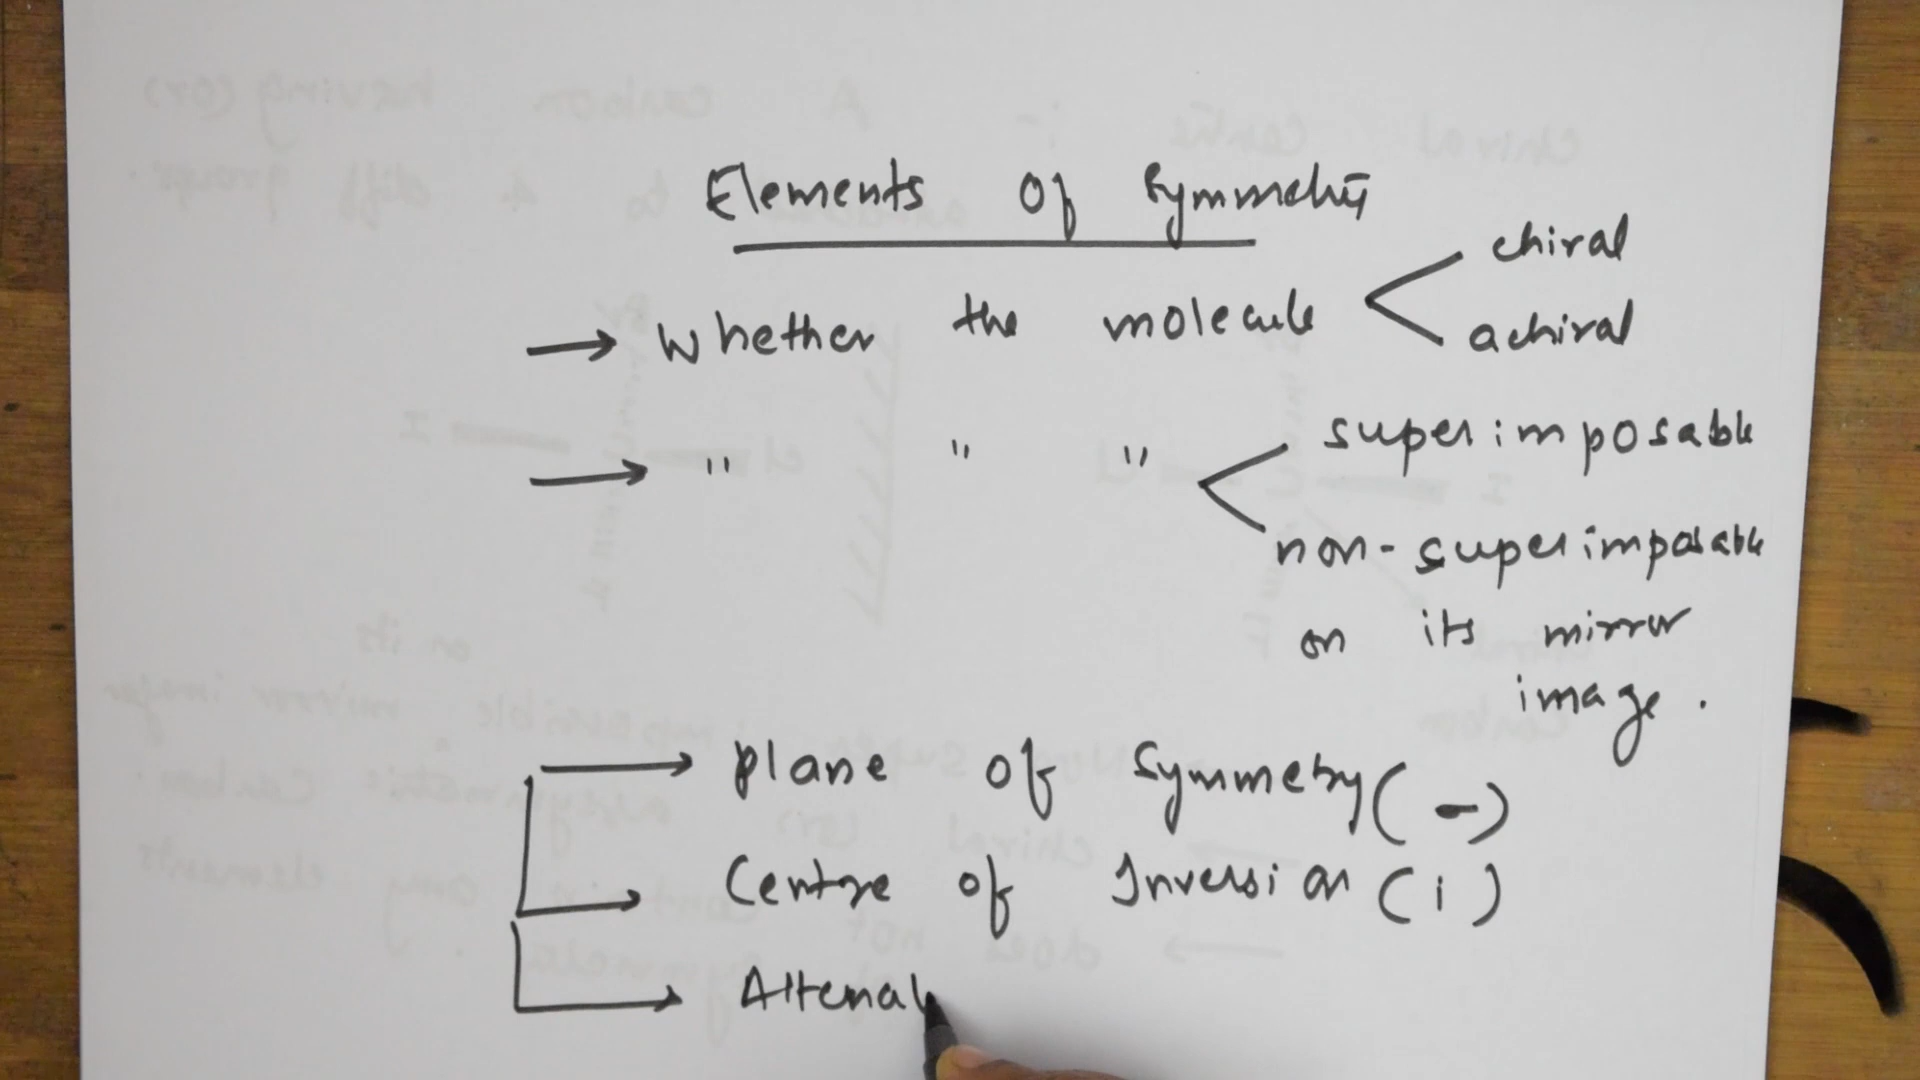 Elements of Symmetry
→ Whether the molecule < chiral
achiral
→ " " " < superimposable
non-superimposable
on its mirror
image.
→ Plane of Symmetry (-)
→ Centre of Inversion (i)
→ Alternat